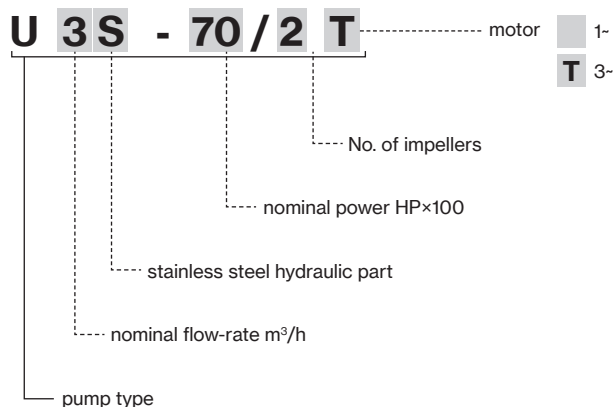 U 3 S - 70 / 2 T
motor
1~
T 3~
No. of impellers
nominal power HP×100
stainless steel hydraulic part
nominal flow-rate m³/h
pump type